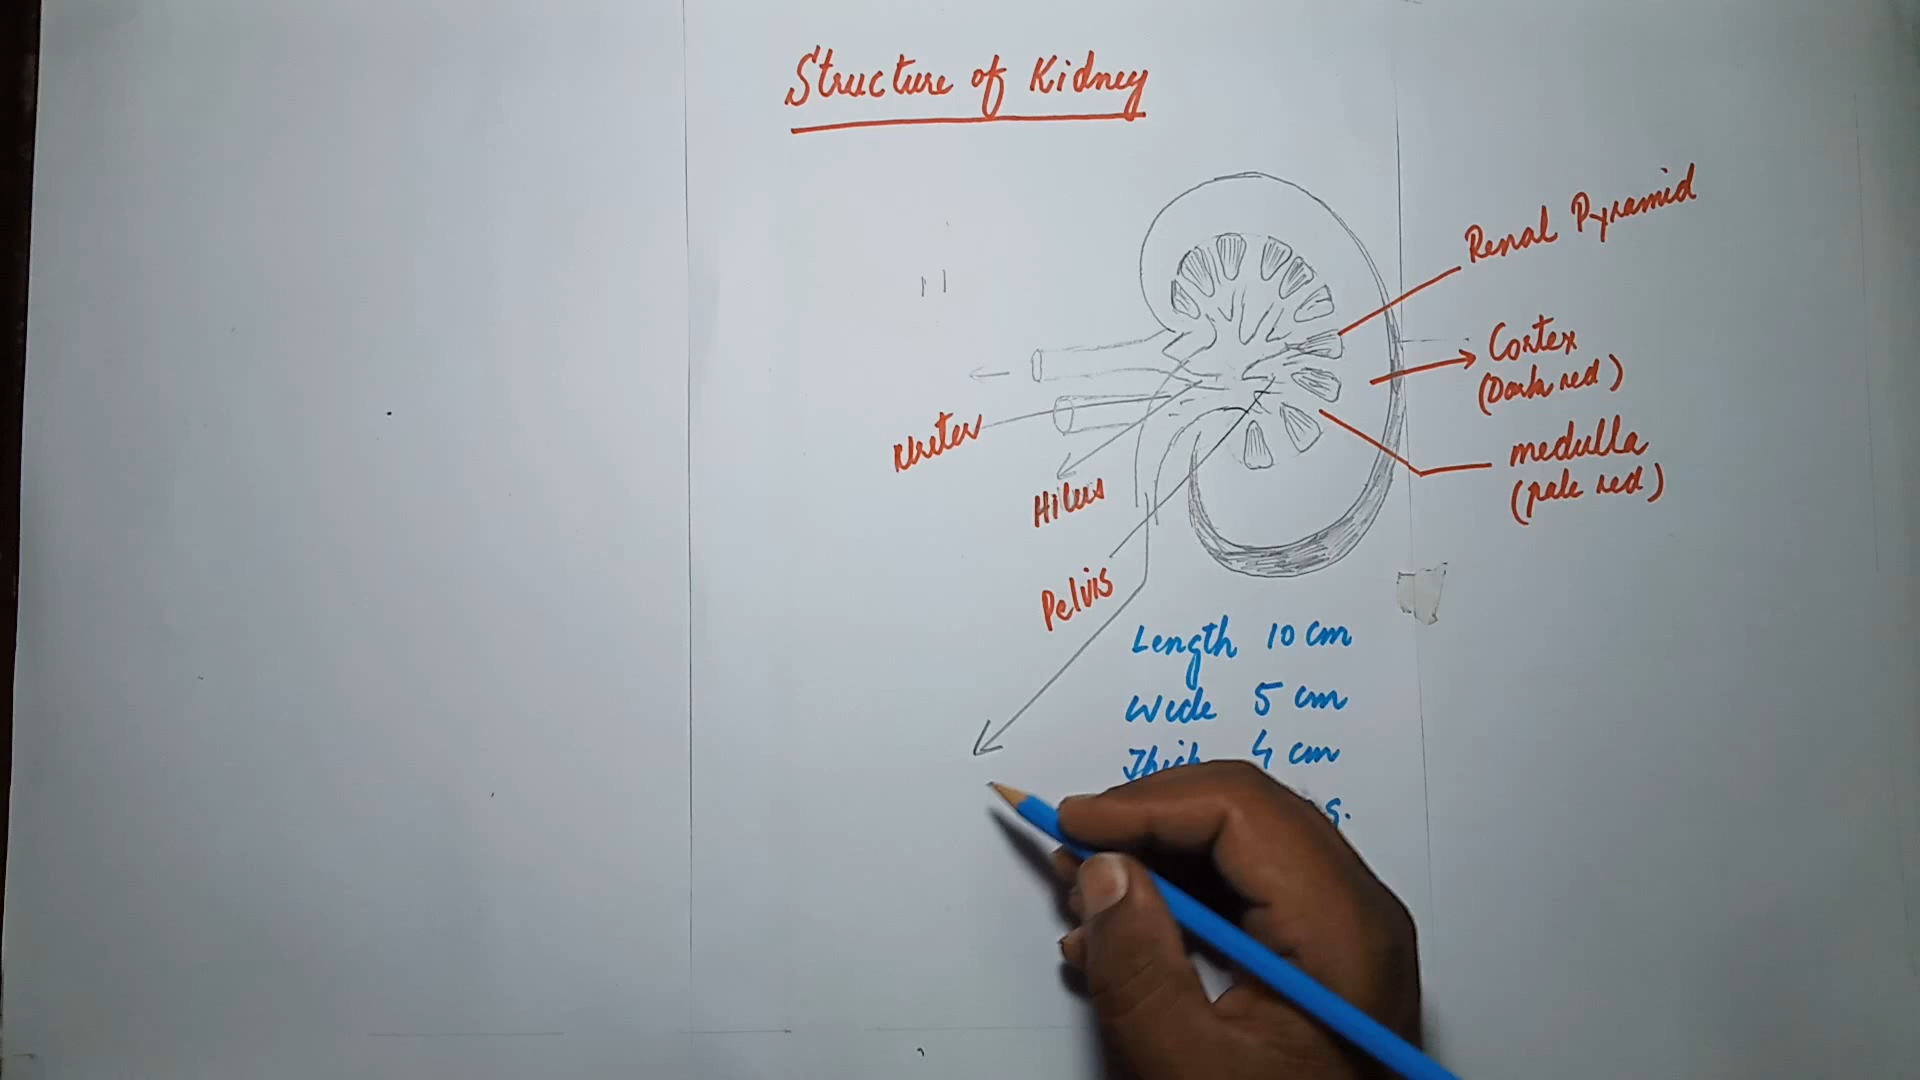 Structure of Kidney
Renal Pyramid
Cortex
(Dark red)
medulla
(pale red)
Ureter
Hilus
Pelvis
Length 10 cm
Wide 5 cm
Thick 4 cm
s.